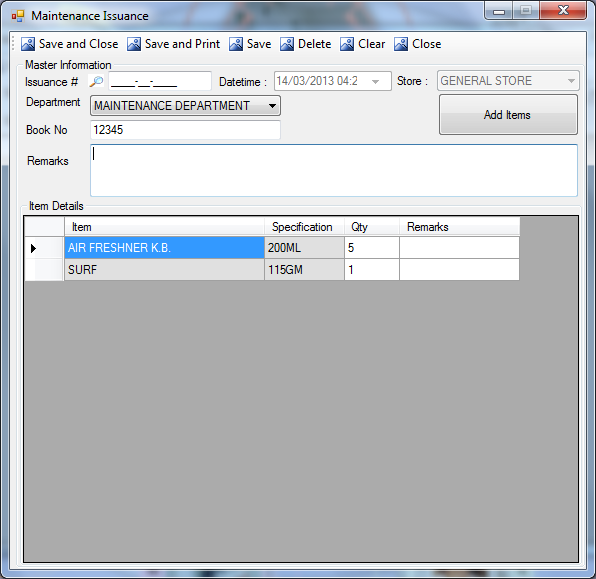 Maintenance Issuance
Save and Close Save and Print Save Delete Clear Close
Master Information
Issuance # ____-__-____ Datetime : 14/03/2013 04:2 Store : GENERAL STORE
Department MAINTENANCE DEPARTMENT Add Items
Book No 12345
Remarks
Item Details
Item Specification Qty Remarks
AIR FRESHNER K.B. 200ML 5
SURF 115GM 1